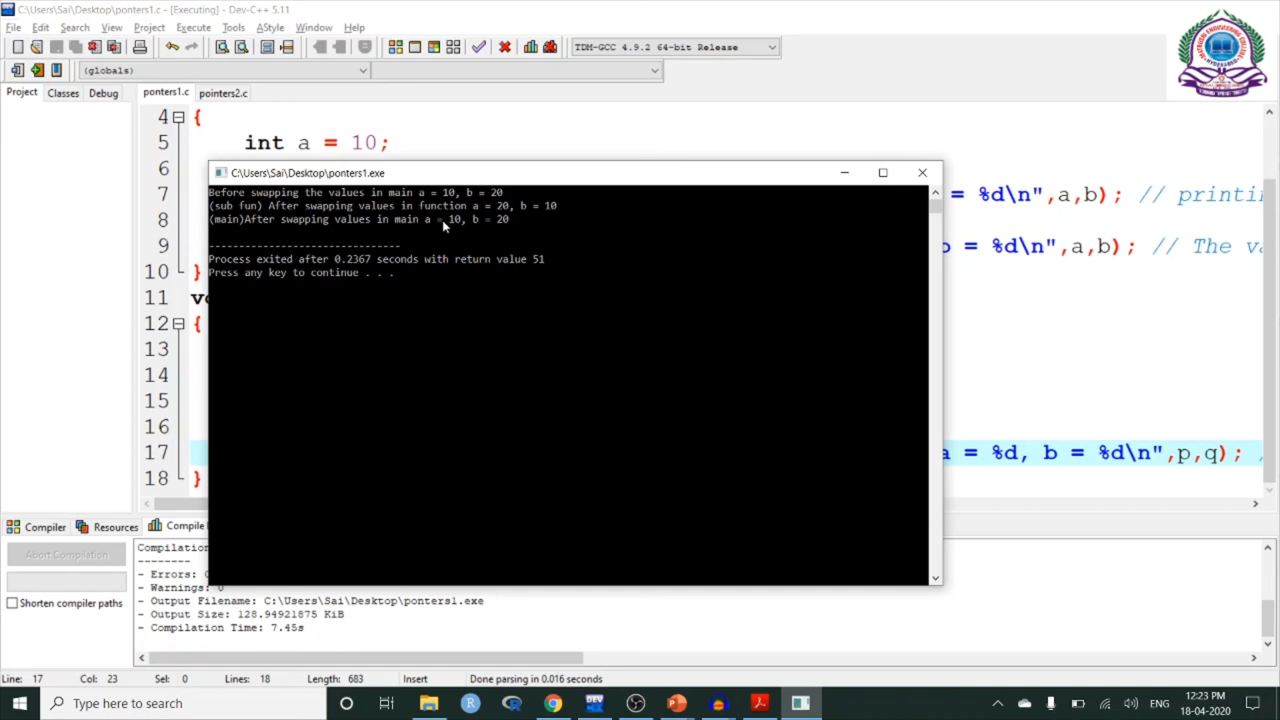 C:\Users\Sai\Desktop\ponters1.c - [Executing] - Dev-C++ 5.11
File Edit Search View Project Execute Tools AStyle Window Help
TDM-GCC 4.9.2 64-bit Release
(globals)
Project Classes Debug ponters1.c pointers2.c
4 {
5 int a = 10;
C:\Users\Sai\Desktop\ponters1.exe
6
7 = %d\n",a,b); // printi
8
9 = %d\n",a,b); // The va
10 }
11 v
12 {
13
14
15
16
17 a = %d, b = %d\n",p,q);
18 }
Before swapping the values in main a = 10, b = 20
(sub fun) After swapping values in function a = 20, b = 10
(main)After swapping values in main a = 10, b = 20
-------------------------------
Process exited after 0.2367 seconds with return value 51
Press any key to continue . . .
Compiler Resources Compile
Abort Compilation
Shorten compiler paths
Compilation
--------
- Errors:
- Warnings: 0
- Output Filename: C:\Users\Sai\Desktop\ponters1.exe
- Output Size: 128.94921875 KiB
- Compilation Time: 7.45s
Line: 17 Col: 23 Sel: 0 Lines: 18 Length: 683 Insert Done parsing in 0.016 seconds
Type here to search
ENG
12:23 PM
18-04-2020